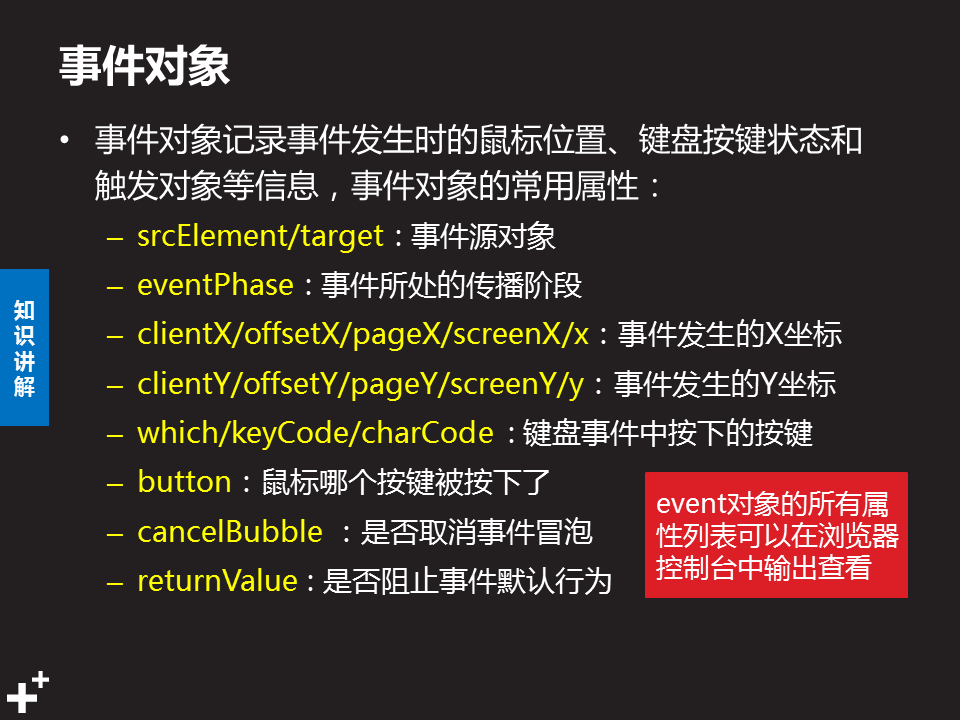 事件对象
• 事件对象记录事件发生时的鼠标位置、键盘按键状态和
触发对象等信息，事件对象的常用属性：
– srcElement/target：事件源对象
– eventPhase：事件所处的传播阶段
– clientX/offsetX/pageX/screenX/x：事件发生的X坐标
– clientY/offsetY/pageY/screenY/y：事件发生的Y坐标
– which/keyCode/charCode ：键盘事件中按下的按键
– button：鼠标哪个按键被按下了
– cancelBubble ：是否取消事件冒泡
– returnValue：是否阻止事件默认行为
知
识
讲
解
event对象的所有属
性列表可以在浏览器
控制台中输出查看